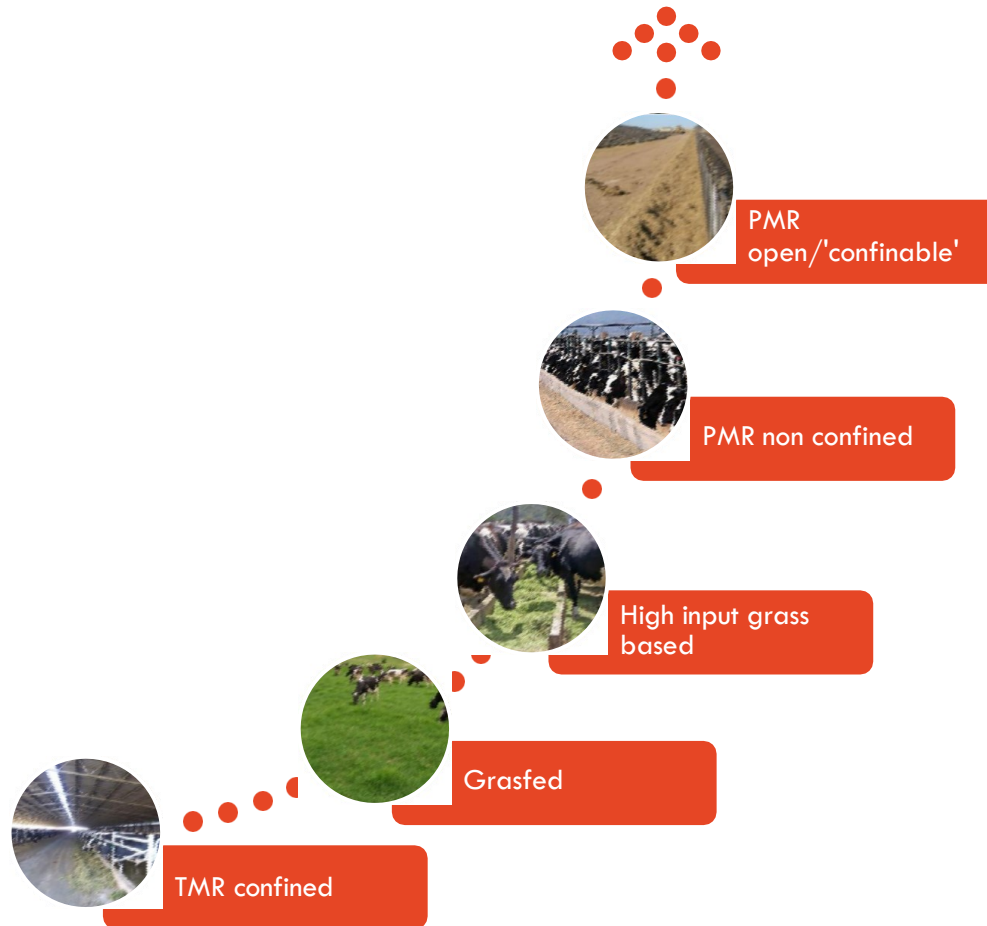 PMR
open/'confinable'
PMR non confined
High input grass
based
Grasfed
TMR confined